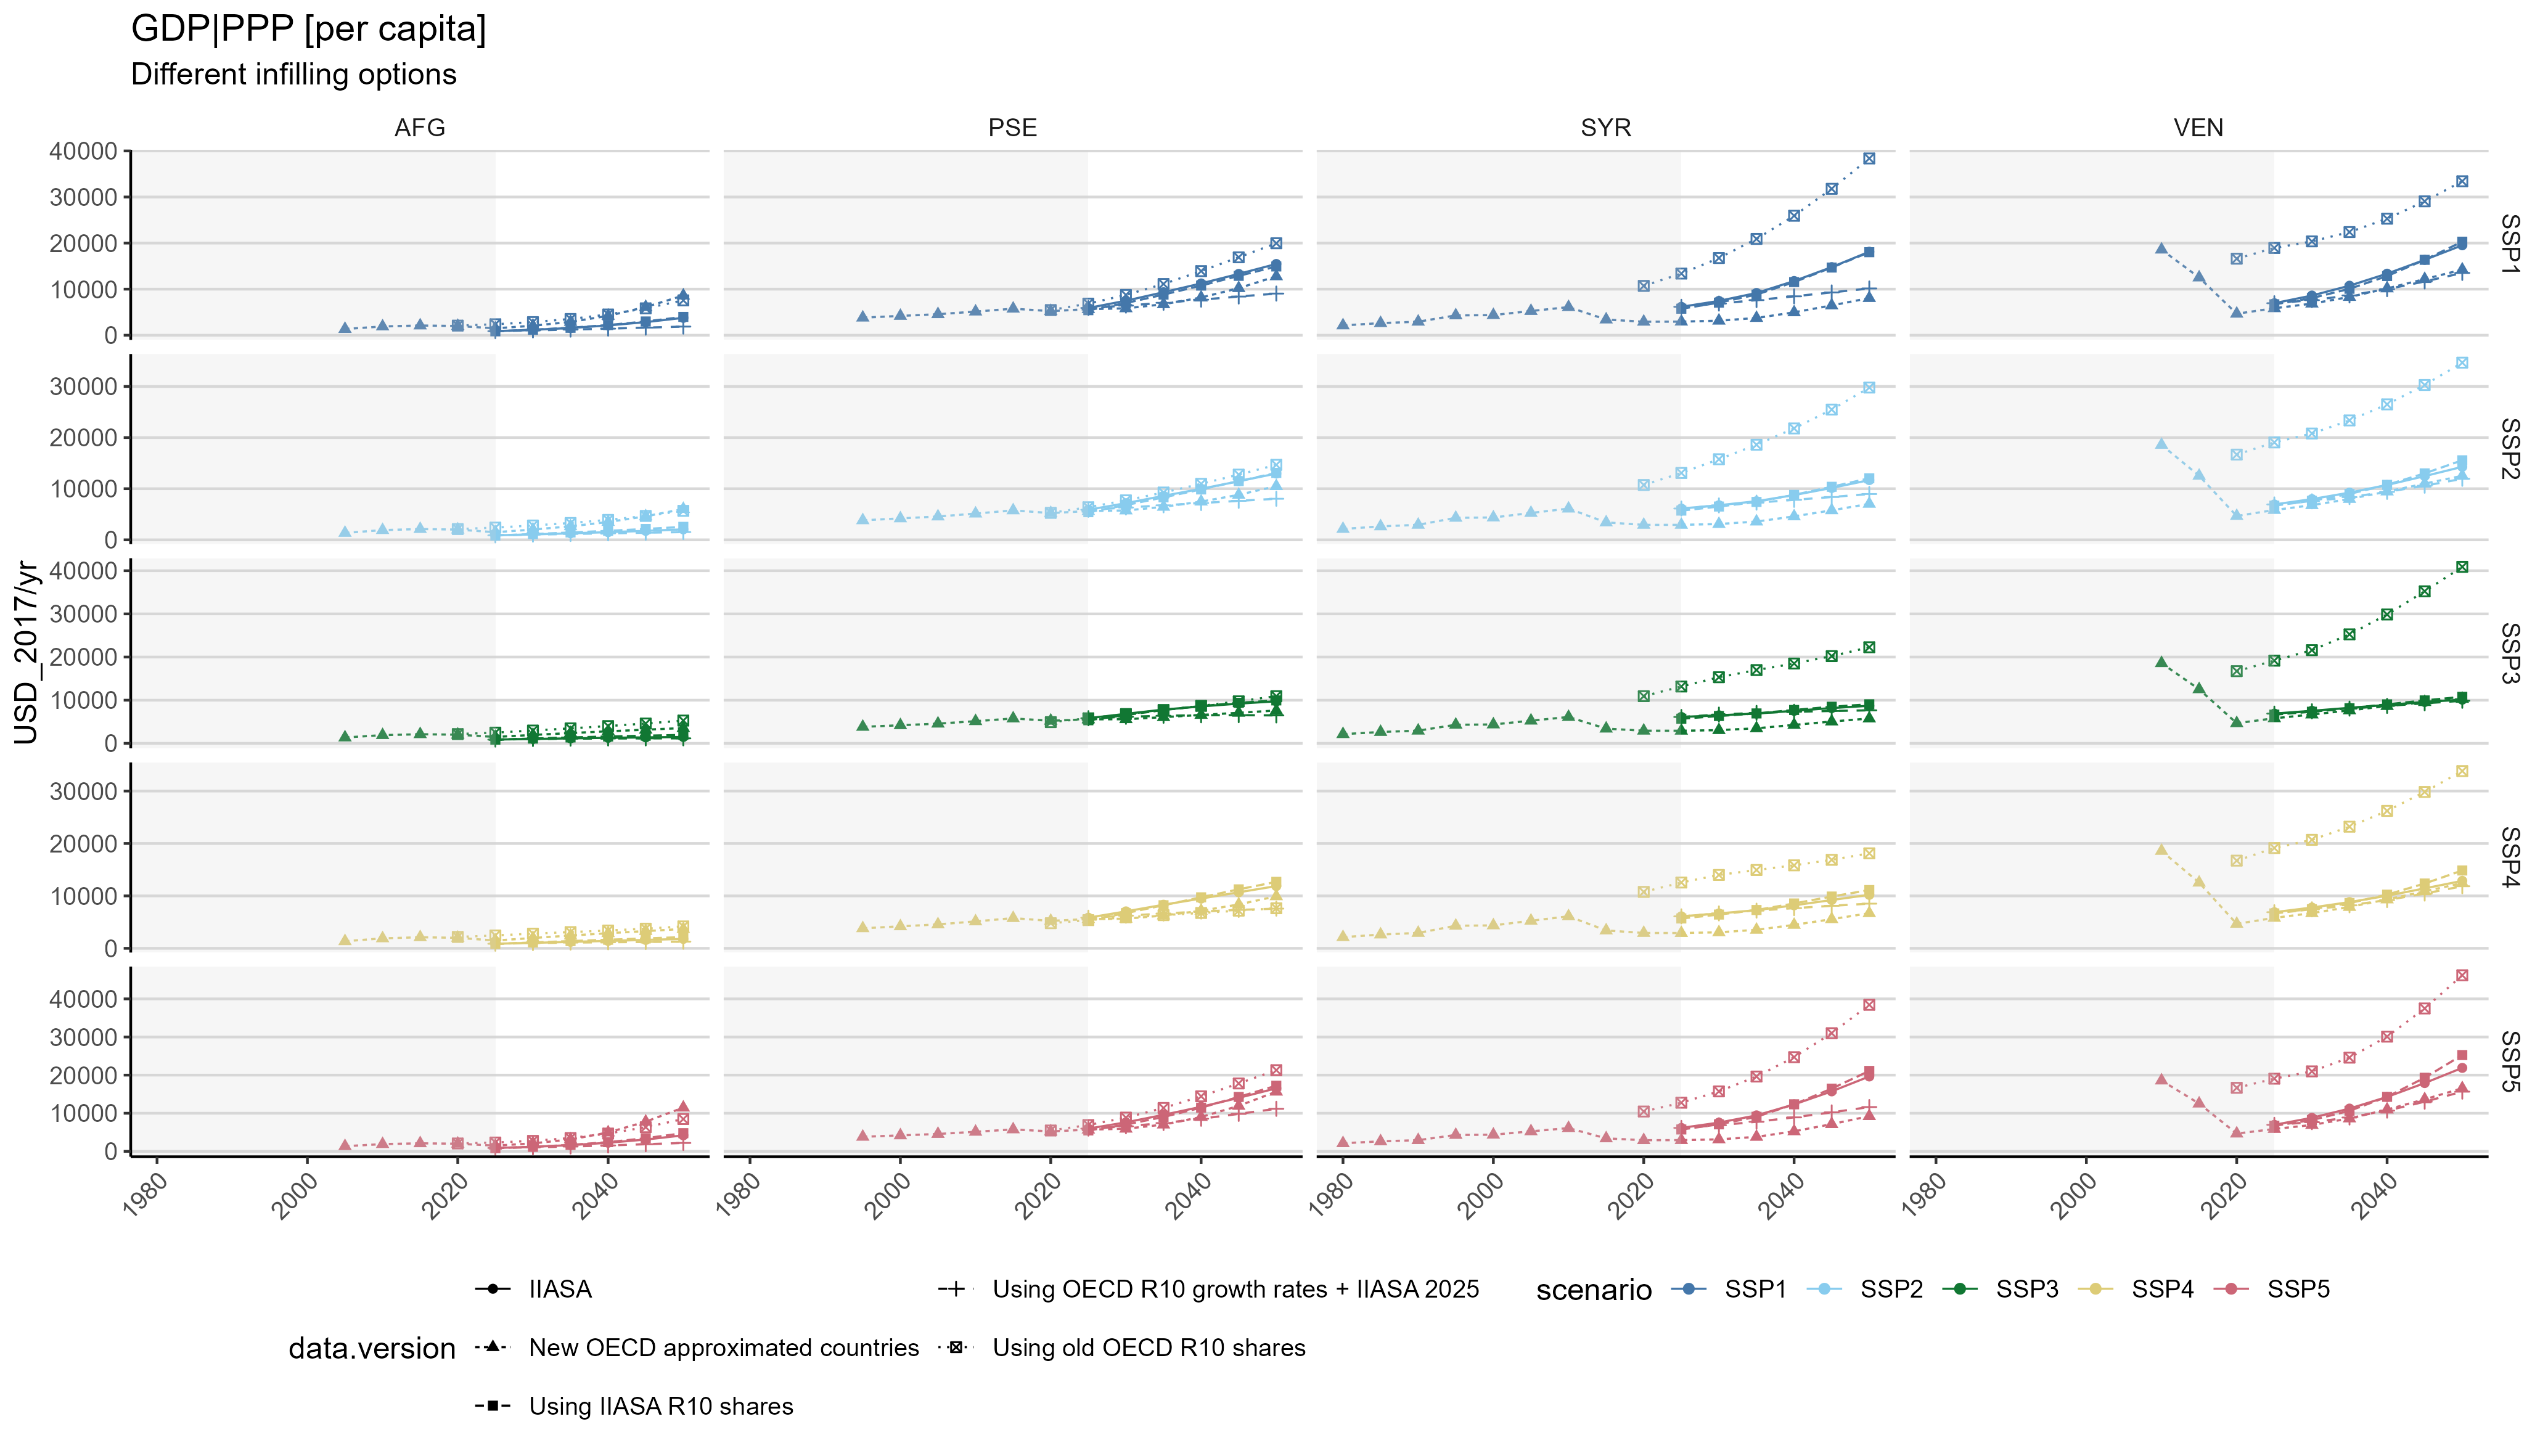 GDP|PPP [per capita]
Different infilling options
AFG PSE SYR VEN
40000
30000
20000
10000
0
SSP1
30000
20000
10000
0
SSP2
USD_2017/yr
40000
30000
20000
10000
0
SSP3
30000
20000
10000
0
SSP4
40000
30000
20000
10000
0
SSP5
1980 2000 2020 2040 1980 2000 2020 2040 1980 2000 2020 2040 1980 2000 2020 2040
IIASA Using OECD R10 growth rates + IIASA 2025 scenario SSP1 SSP2 SSP3 SSP4 SSP5
data.version New OECD approximated countries Using old OECD R10 shares
Using IIASA R10 shares